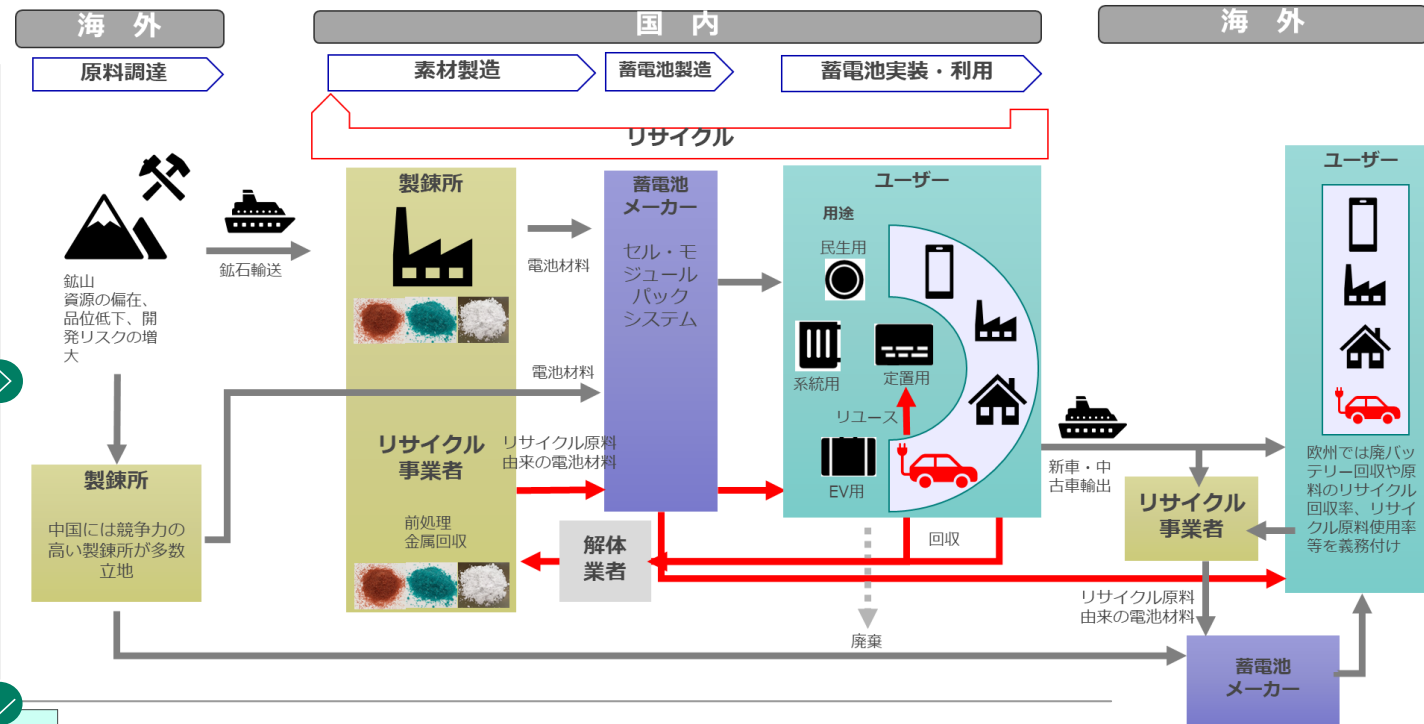 海 外
国 内
海 外
原料調達
素材製造
蓄電池製造
蓄電池実装・利用
リサイクル
鉱山
資源の偏在、
品位低下、開
発リスクの増
大
鉱石輸送
製錬所
中国には競争力の
高い製錬所が多数
立地
製錬所
電池材料
電池材料
リサイクル
事業者
前処理
金属回収
リサイクル原料
由来の電池材料
蓄電池
メーカー
セル・モ
ジュール
パック
システム
解体
業者
ユーザー
用途
民生用
系統用
定置用
リユース
EV用
回収
廃棄
新車・中
古車輸出
リサイクル
事業者
リサイクル原料
由来の電池材料
蓄電池
メーカー
ユーザー
欧州では廃バッ
テリー回収や原
料のリサイクル
回収率、リサイ
クル原料使用率
等を義務付け